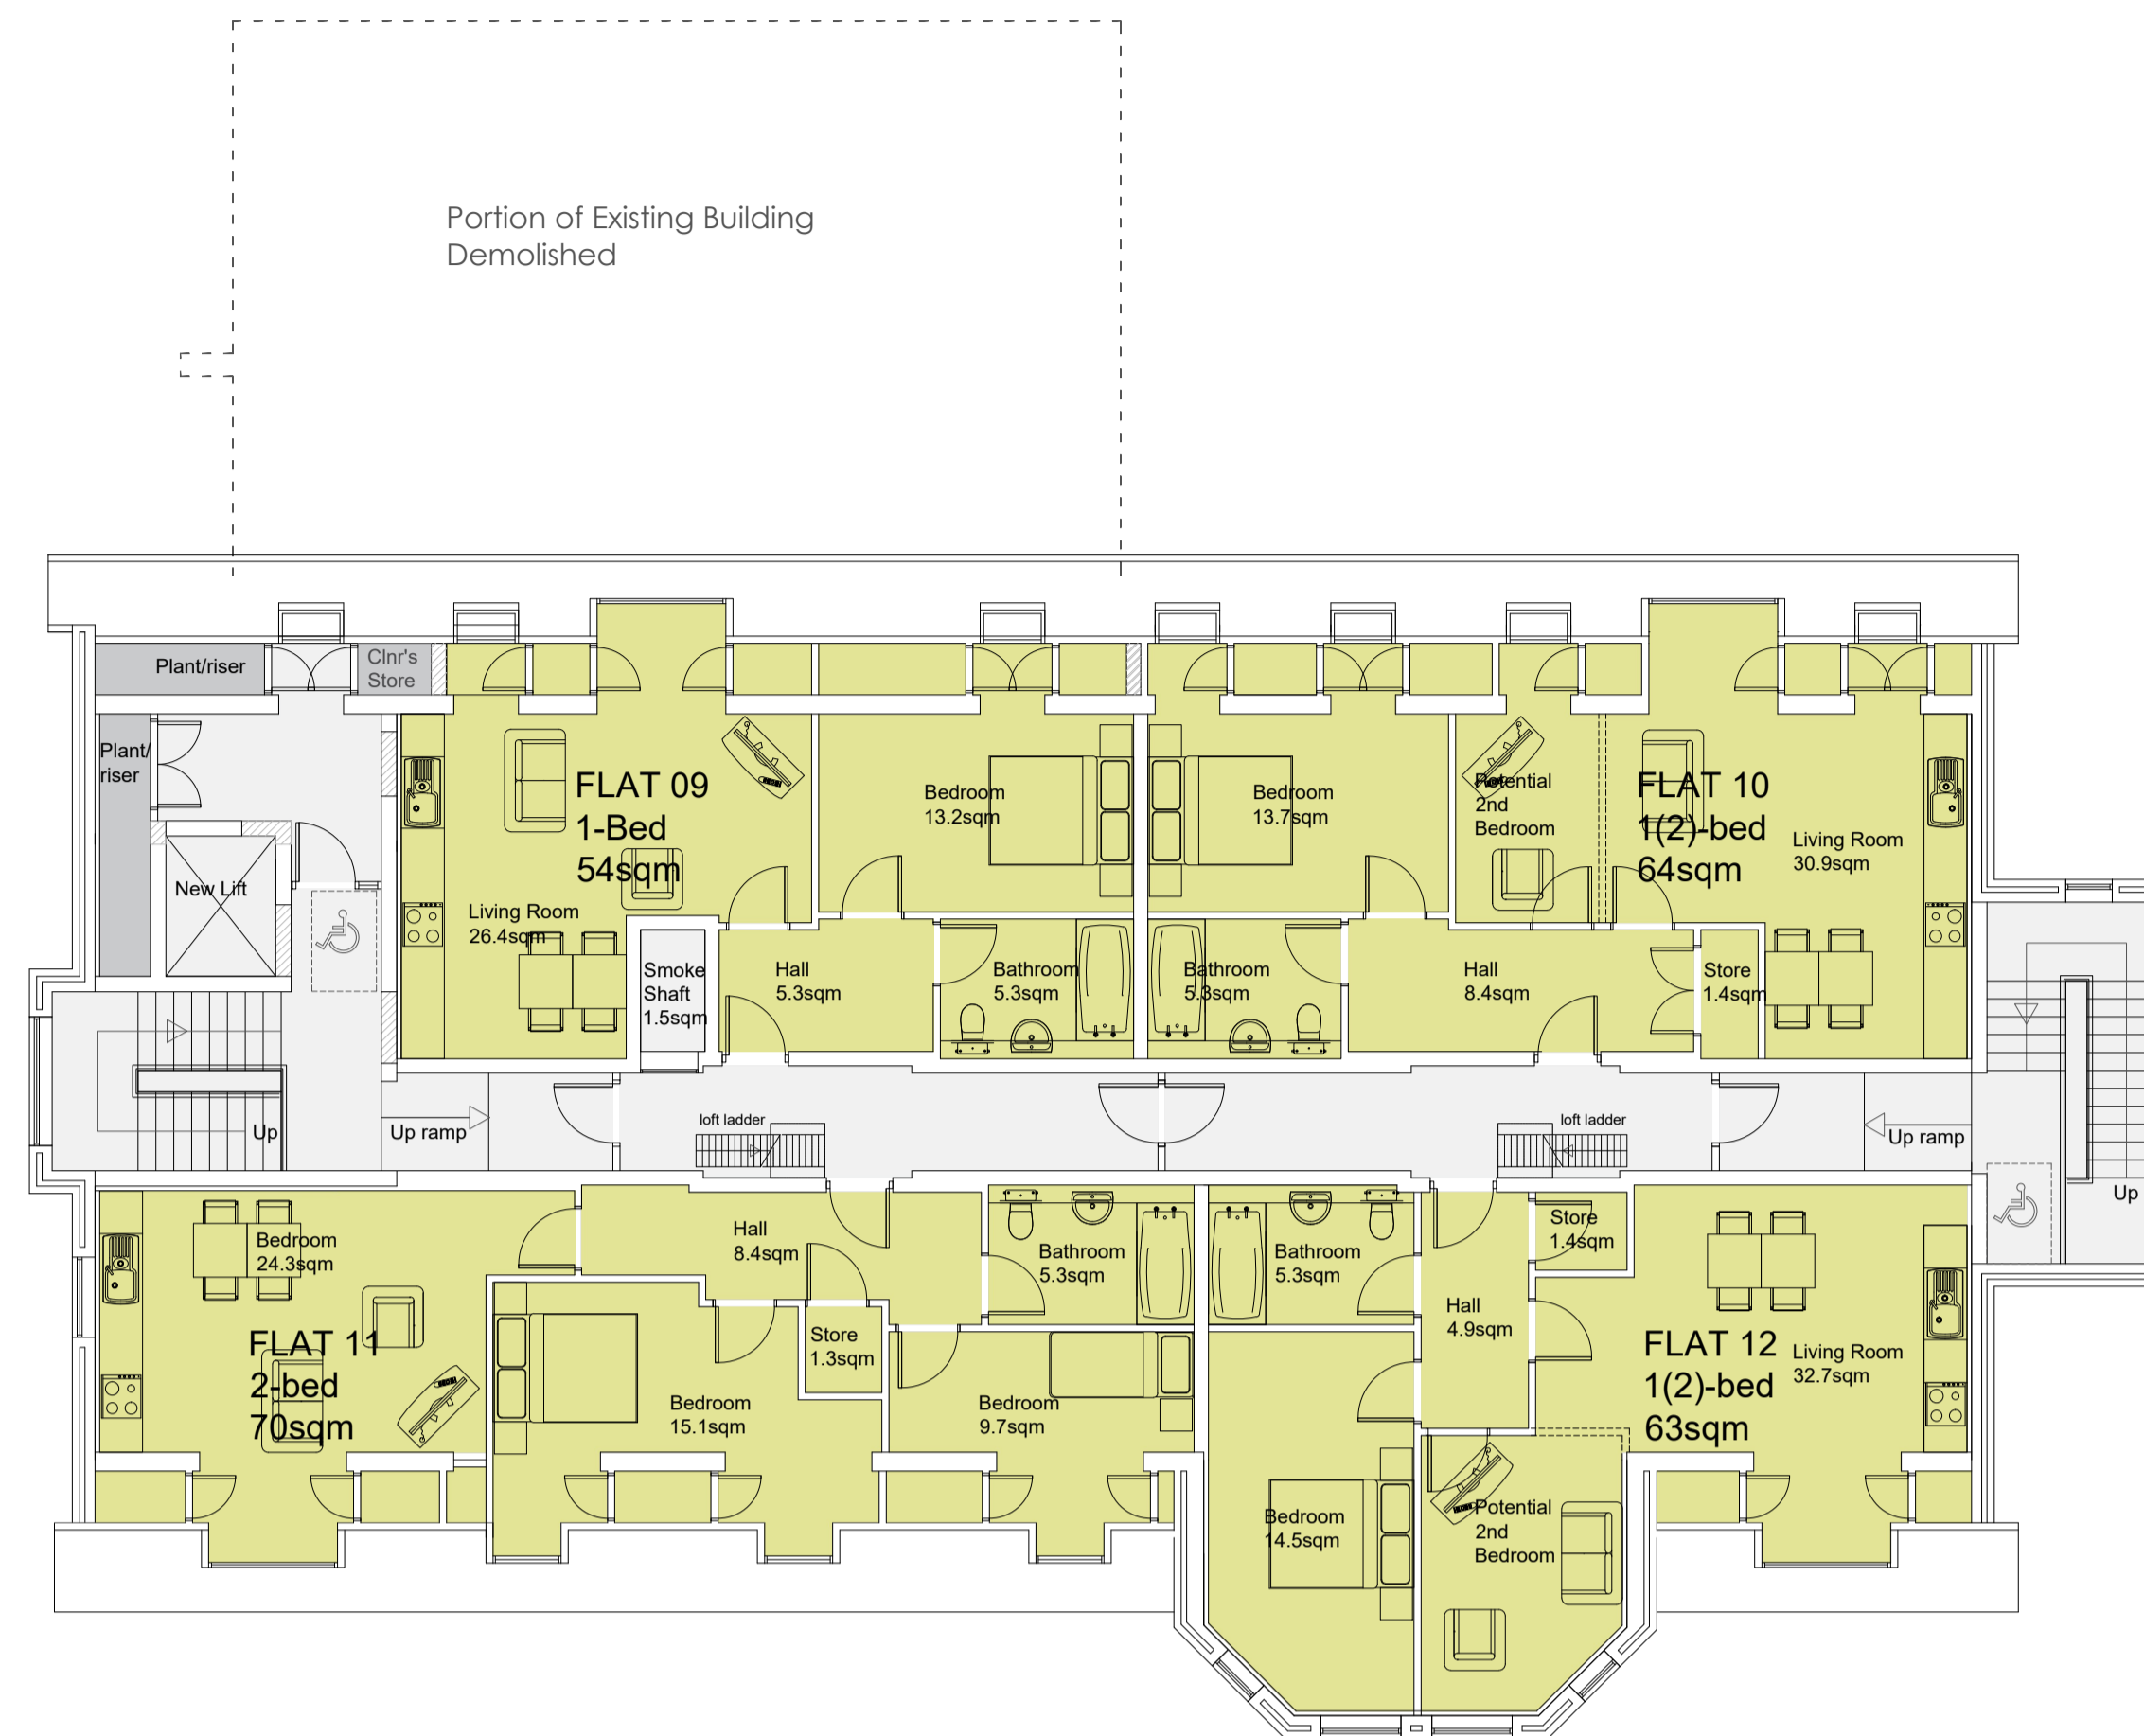 Portion of Existing Building
Demolished
Plant/riser
Clnr's
Store
Plant/
riser
New Lift
FLAT 09
1-Bed
54sqm
Living Room
26.4sqm
Bedroom
13.2sqm
Smoke
Shaft
1.5sqm
Hall
5.3sqm
Bathroom
5.3sqm
Bedroom
13.7sqm
Bathroom
5.3sqm
Potential
2nd
Bedroom
FLAT 10
1(2)-bed
64sqm
Living Room
30.9sqm
Hall
8.4sqm
Store
1.4sqm
Up
Up ramp
loft ladder
loft ladder
Up ramp
Up
Bedroom
24.3sqm
FLAT 11
2-bed
70sqm
Hall
8.4sqm
Bathroom
5.3sqm
Store
1.3sqm
Bedroom
15.1sqm
Bedroom
9.7sqm
Bathroom
5.3sqm
Hall
4.9sqm
Store
1.4sqm
FLAT 12
1(2)-bed
63sqm
Living Room
32.7sqm
Bedroom
14.5sqm
Potential
2nd
Bedroom